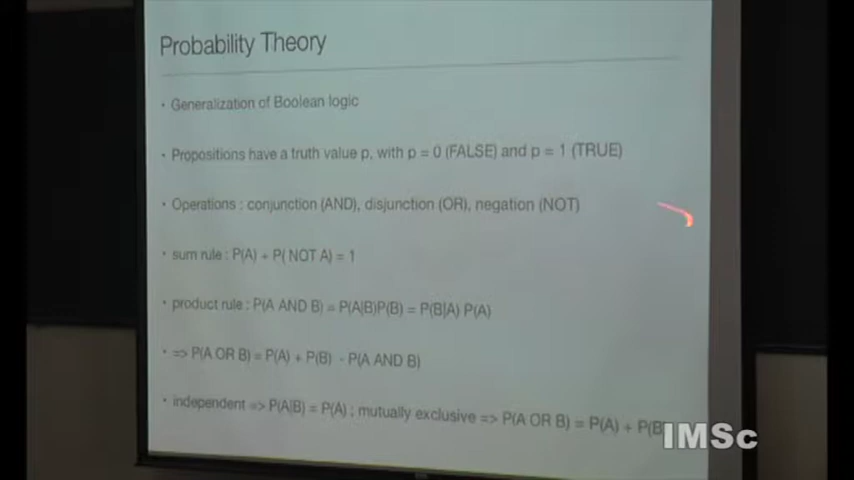 Probability Theory
• Generalization of Boolean logic
• Propositions have a truth value p, with p = 0 (FALSE) and p = 1 (TRUE)
• Operations : conjunction (AND), disjunction (OR), negation (NOT)
• sum rule : P(A) + P( NOT A) = 1
• product rule : P(A AND B) = P(A|B)P(B) = P(B|A) P(A)
• => P(A OR B) = P(A) + P(B) - P(A AND B)
• independent => P(A|B) = P(A) ; mutually exclusive => P(A OR B) = P(A) + P(B
IMSc